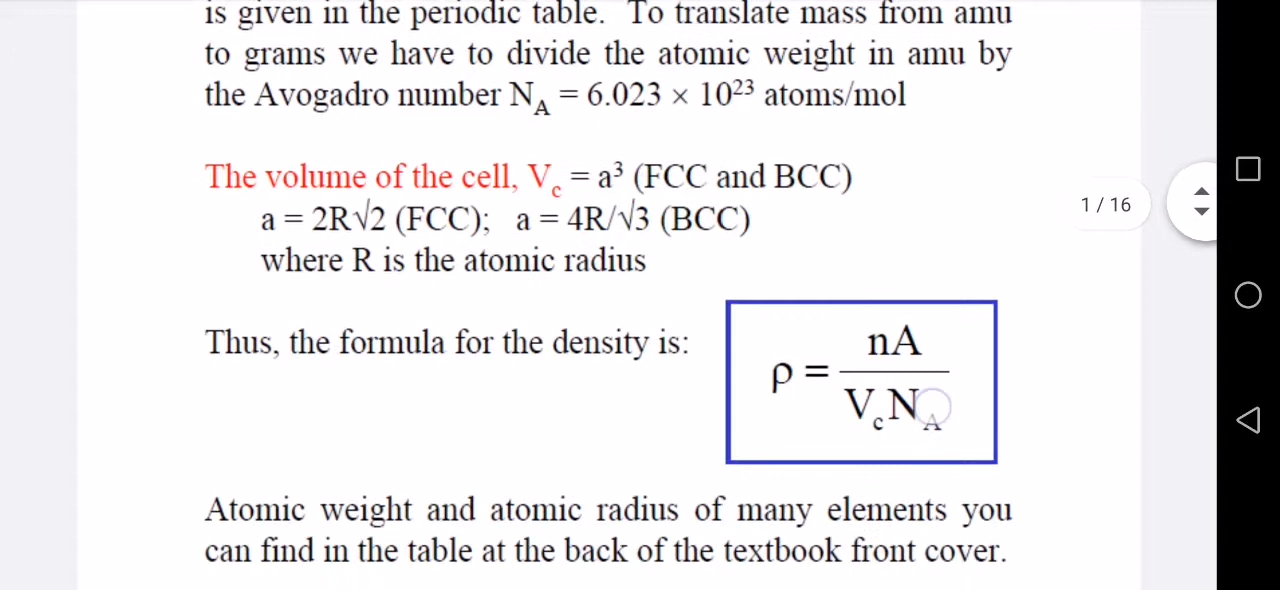 is given in the periodic table. To translate mass from amu
to grams we have to divide the atomic weight in amu by
the Avogadro number N_A = 6.023 × 10²³ atoms/mol
The volume of the cell, V_c = a³ (FCC and BCC)
a = 2R√2 (FCC); a = 4R/√3 (BCC)
where R is the atomic radius
1 / 16
Thus, the formula for the density is:
ρ = nA / V_cN_A
Atomic weight and atomic radius of many elements you
can find in the table at the back of the textbook front cover.